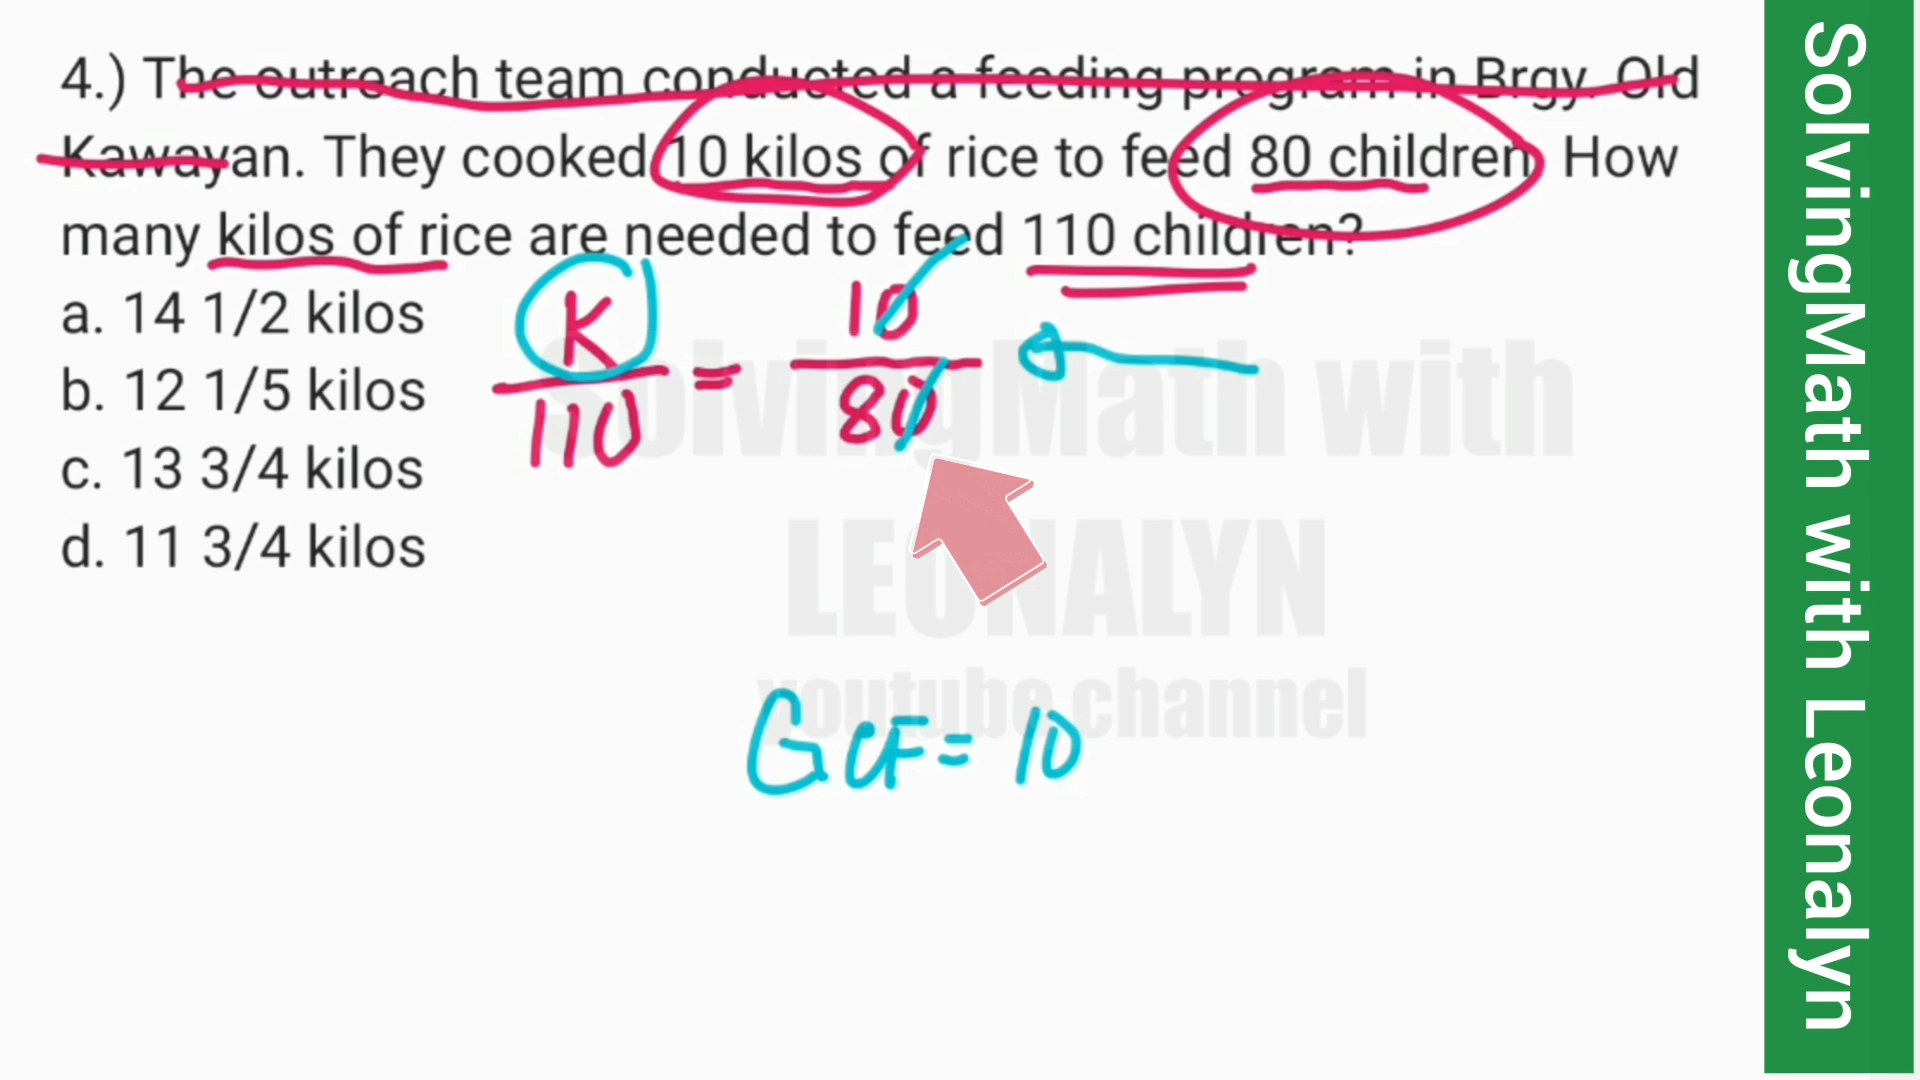 4.) The outreach team conducted a feeding program in Brgy. Old
Kawayan. They cooked 10 kilos of rice to feed 80 children. How
many kilos of rice are needed to feed 110 children?
a. 14 1/2 kilos
b. 12 1/5 kilos
c. 13 3/4 kilos
d. 11 3/4 kilos
K/110 = 10/80
GCF = 10
SolvingMath with
LEONALYN
youtube channel
SolvingMath with Leonalyn